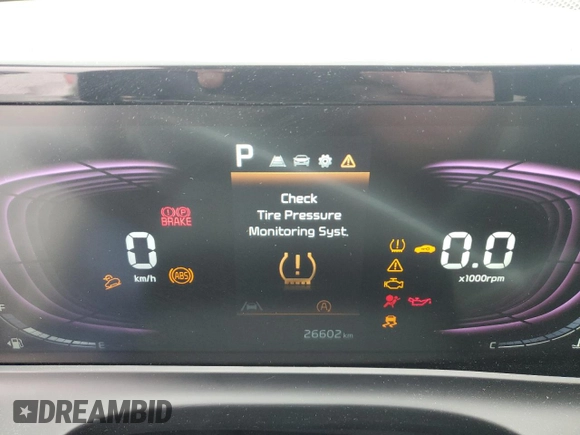 P
Check
Tire Pressure
Monitoring Syst.
BRAKE
P
0
km/h
ABS
0.0
x1000rpm
A
F
E
C
26602 km
DREAMBID